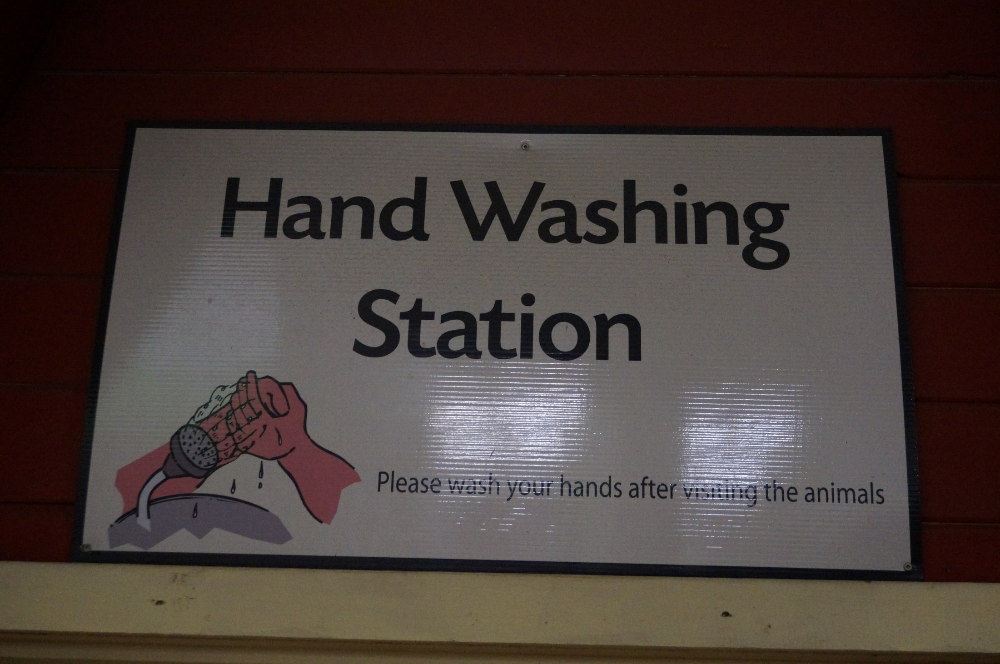 Hand Washing
Station
Please wash your hands after visiting the animals